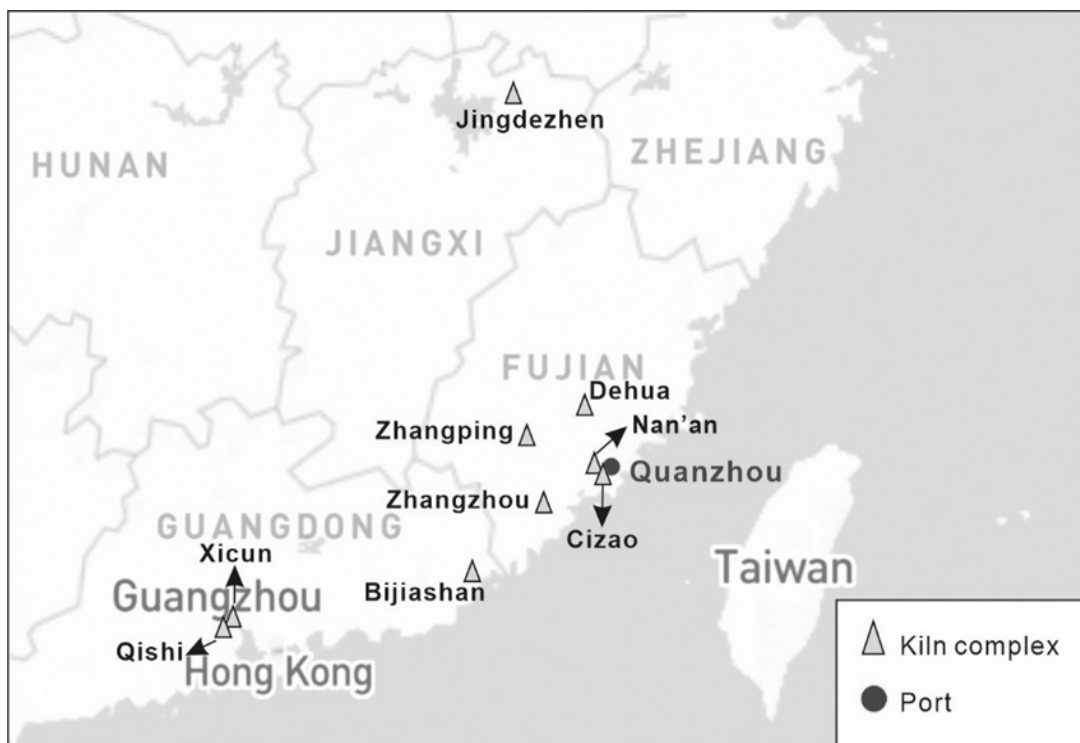 Jingdezhen
HUNAN
ZHEJIANG
JIANGXI
FUJIAN
Dehua
Nan'an
Zhangping
Quanzhou
Zhangzhou
GUANGDONG
Cizao
Xicun
Taiwan
Bijiashan
Guangzhou
Qishi
Hong Kong
Kiln complex
Port